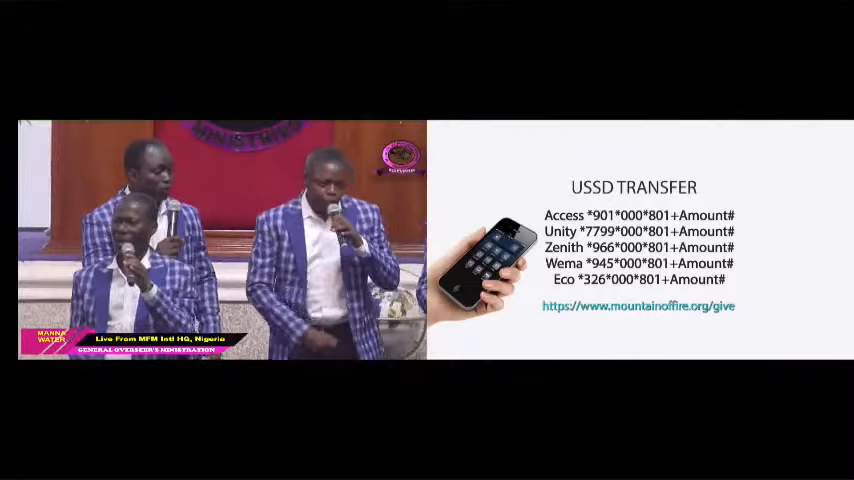 MINISTRIES
MANNA
WATER
Live From MFM Intl HQ, Nigeria
GENERAL OVERSEER'S MINISTRATION
USSD TRANSFER
Access *901*000*801+Amount#
Unity *7799*000*801+Amount#
Zenith *966*000*801+Amount#
Wema *945*000*801+Amount#
Eco *326*000*801+Amount#
https://www.mountainoffire.org/give